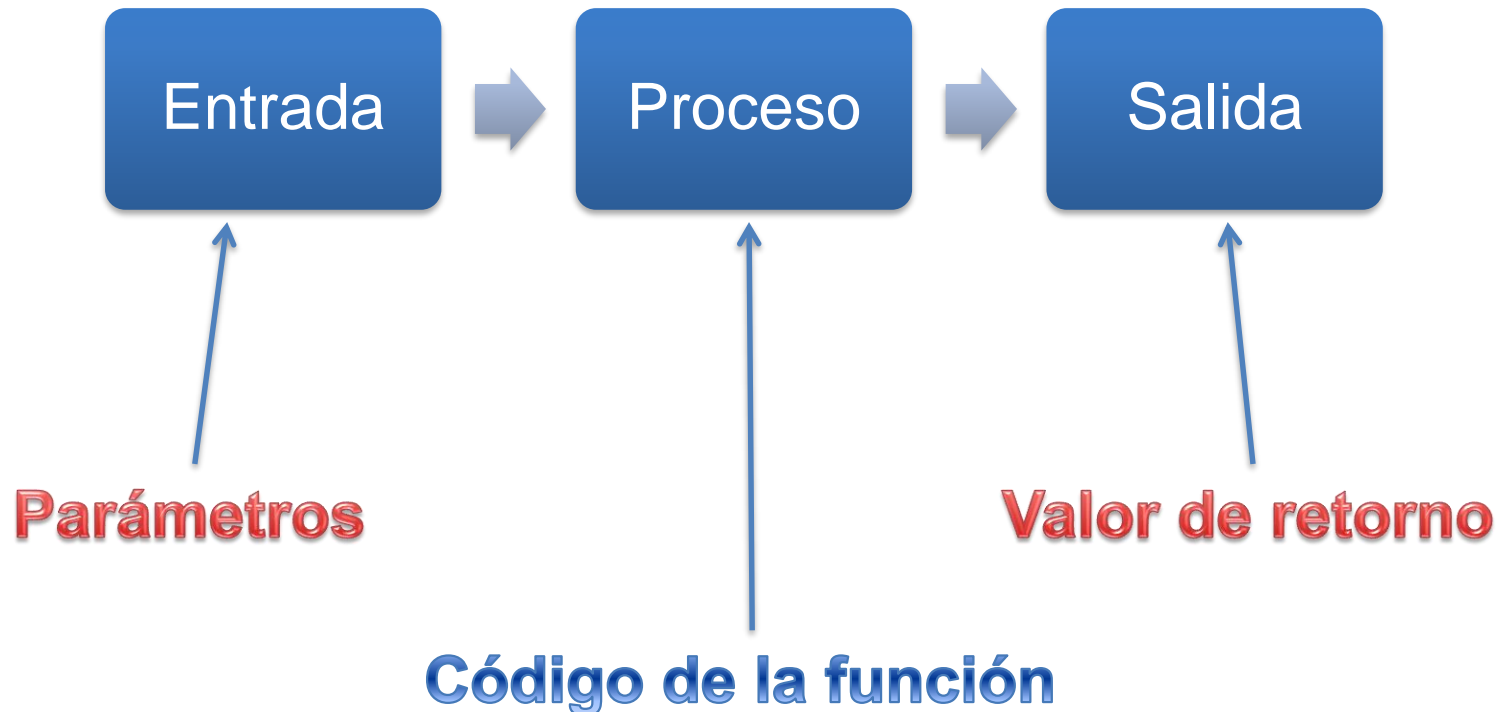 Entrada
Proceso
Salida
Parámetros
Valor de retorno
Código de la función